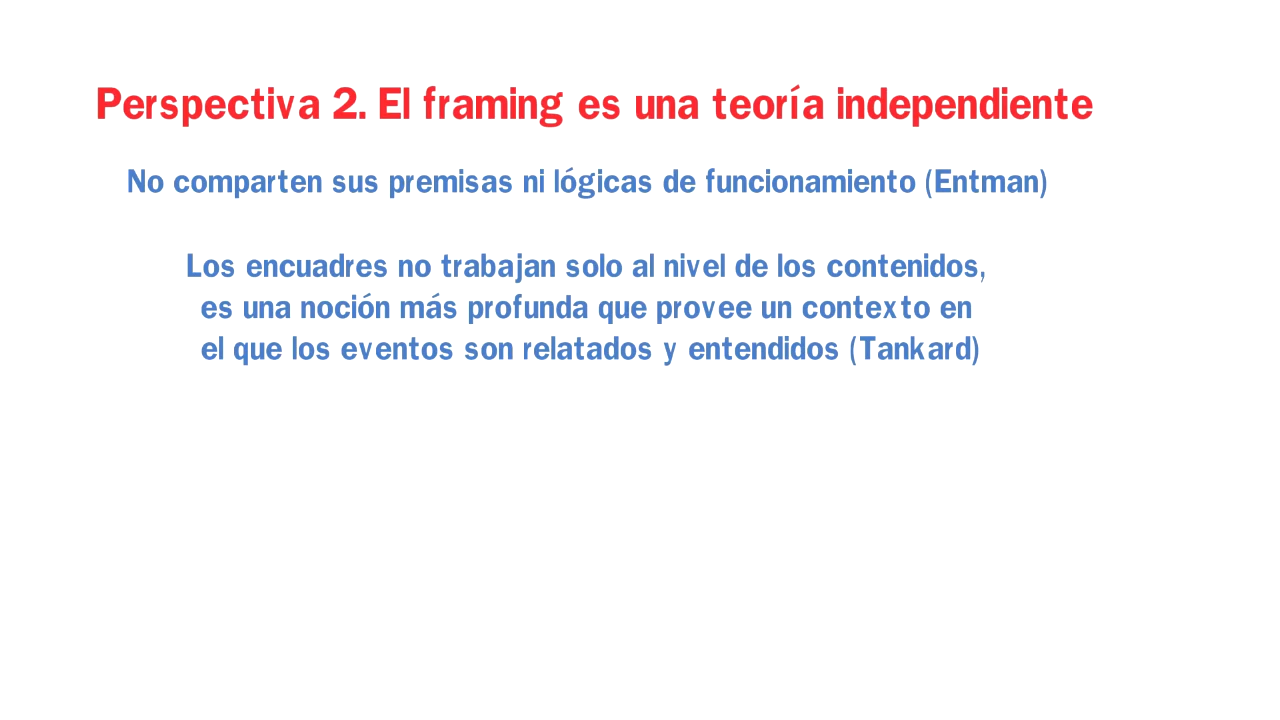 Perspectiva 2. El framing es una teoría independiente
No comparten sus premisas ni lógicas de funcionamiento (Entman)
Los encuadres no trabajan solo al nivel de los contenidos,
es una noción más profunda que provee un contexto en
el que los eventos son relatados y entendidos (Tankard)